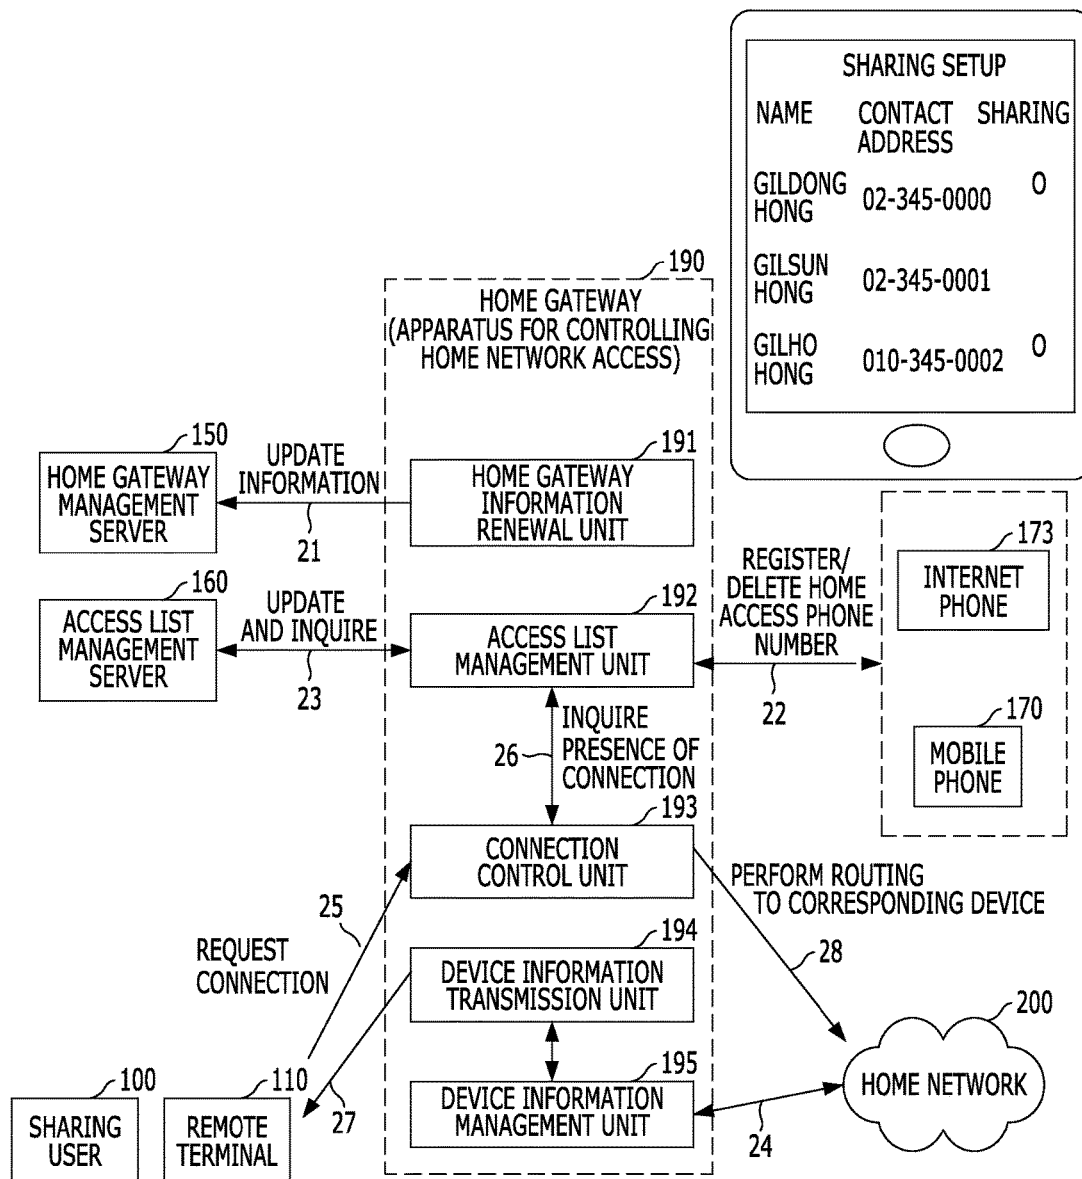 SHARING SETUP
NAME CONTACT ADDRESS SHARING
GILDONG HONG 02-345-0000 O
GILSUN HONG 02-345-0001
GILHO HONG 010-345-0002 O
190
HOME GATEWAY
(APPARATUS FOR CONTROLLING
HOME NETWORK ACCESS)
150
HOME GATEWAY
MANAGEMENT
SERVER
UPDATE
INFORMATION
21
191
HOME GATEWAY
INFORMATION
RENEWAL UNIT
160
ACCESS LIST
MANAGEMENT
SERVER
UPDATE
AND INQUIRE
23
192
ACCESS LIST
MANAGEMENT UNIT
REGISTER/
DELETE HOME
ACCESS PHONE
NUMBER
22
173
INTERNET
PHONE
170
MOBILE
PHONE
INQUIRE
PRESENCE OF
CONNECTION
26
193
CONNECTION
CONTROL UNIT
25
REQUEST
CONNECTION
PERFORM ROUTING
TO CORRESPONDING DEVICE
28
194
DEVICE INFORMATION
TRANSMISSION UNIT
27
195
DEVICE INFORMATION
MANAGEMENT UNIT
24
200
HOME NETWORK
100
SHARING
USER
110
REMOTE
TERMINAL